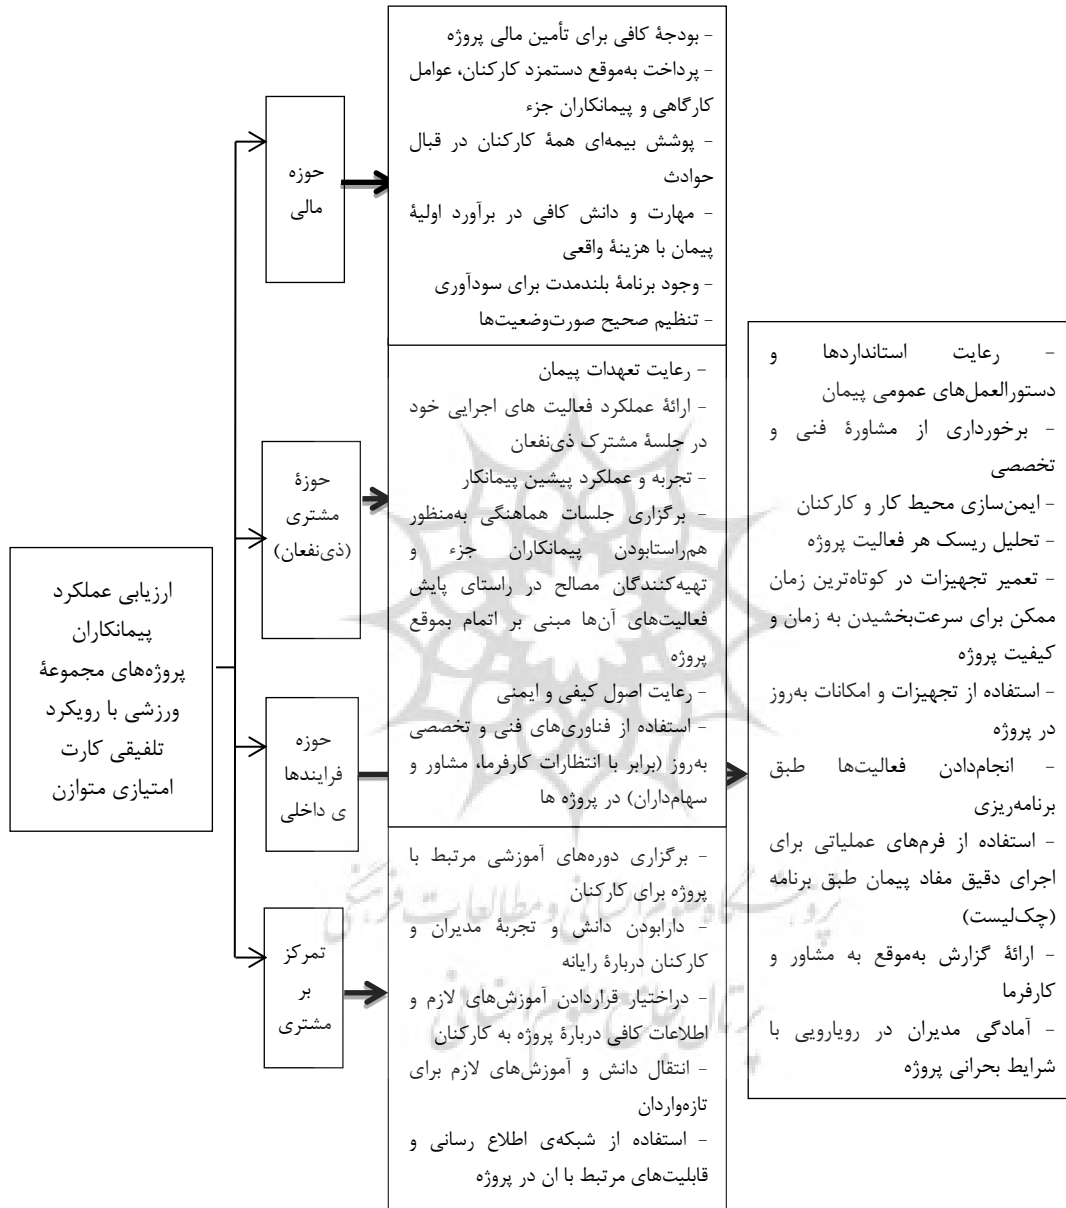 ارزیابی عملکرد
پیمانکاران
پروژه‌های مجموعهٔ
ورزشی با رویکرد
تلفیقی کارت
امتیازی متوازن
حوزه
مالی
- بودجهٔ کافی برای تأمین مالی پروژه
- پرداخت به‌موقع دستمزد کارکنان، عوامل
کارگاهی و پیمانکاران جزء
- پوشش بیمه‌ای همهٔ کارکنان در قبال
حوادث
- مهارت و دانش کافی در برآورد اولیهٔ
پیمان با هزینهٔ واقعی
- وجود برنامهٔ بلندمدت برای سودآوری
- تنظیم صحیح صورت‌وضعیت‌ها
حوزهٔ
مشتری
(ذی‌نفعان)
- رعایت تعهدات پیمان
- ارائهٔ عملکرد فعالیت های اجرایی خود
در جلسهٔ مشترک ذی‌نفعان
- تجربه و عملکرد پیشین پیمانکار
- برگزاری جلسات هماهنگی به‌منظور
هم‌راستابودن پیمانکاران جزء و
تهیه‌کنندگان مصالح در راستای پایش
فعالیت‌های آن‌ها مبنی بر اتمام بموقع
پروژه
- رعایت اصول کیفی و ایمنی
- استفاده از فناوری‌های فنی و تخصصی
به‌روز (برابر با انتظارات کارفرما، مشاور و
سهام‌داران) در پروژه ها
حوزه
فرایندها
ی داخلی
- رعایت استانداردها و
دستورالعمل‌های عمومی پیمان
- برخورداری از مشاورهٔ فنی و
تخصصی
- ایمن‌سازی محیط کار و کارکنان
- تحلیل ریسک هر فعالیت پروژه
- تعمیر تجهیزات در کوتاه‌ترین زمان
ممکن برای سرعت‌بخشیدن به زمان و
کیفیت پروژه
- استفاده از تجهیزات و امکانات به‌روز
در پروژه
- انجام‌دادن فعالیت‌ها طبق
برنامه‌ریزی
- استفاده از فرم‌های عملیاتی برای
اجرای دقیق مفاد پیمان طبق برنامه
(چک‌لیست)
- ارائهٔ گزارش به‌موقع به مشاور و
کارفرما
- آمادگی مدیران در رویارویی با
شرایط بحرانی پروژه
تمرکز
بر
مشتری
- برگزاری دوره‌های آموزشی مرتبط با
پروژه برای کارکنان
- دارابودن دانش و تجربهٔ مدیران و
کارکنان دربارهٔ رایانه
- دراختیار قراردادن آموزش‌های لازم و
اطلاعات کافی دربارهٔ پروژه به کارکنان
- انتقال دانش و آموزش‌های لازم برای
تازه‌واردان
- استفاده از شبکه‌ی اطلاع رسانی و
قابلیت‌های مرتبط با ان در پروژه
پژوهشگاه علوم انسانی و مطالعات فرهنگی
پرتال جامع علوم انسانی